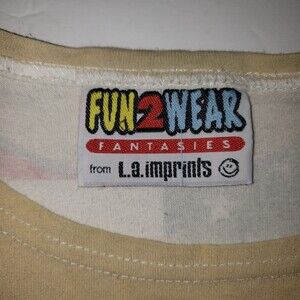 FUN2WEAR
FANTASIES
from L.a.imprints